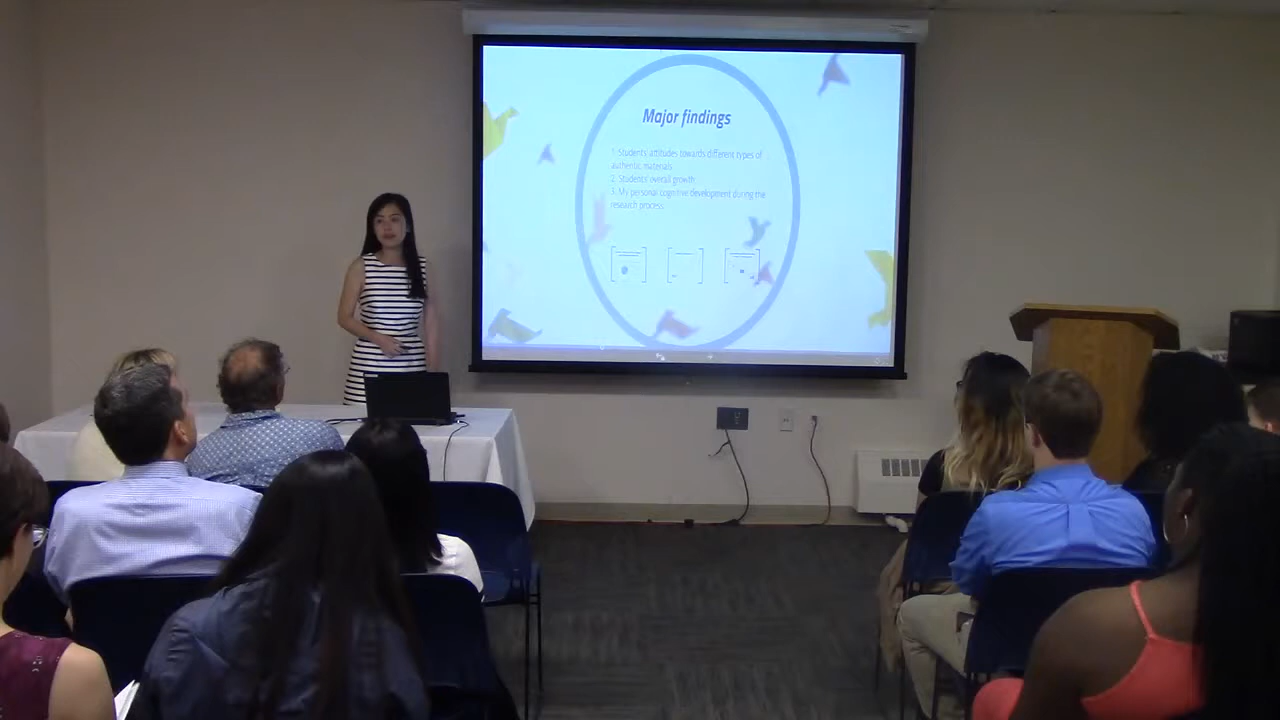 Major findings
1. Students' attitudes towards different types of
authentic materials
2. Students' overall growth
3. My personal cognitive development during the
research process